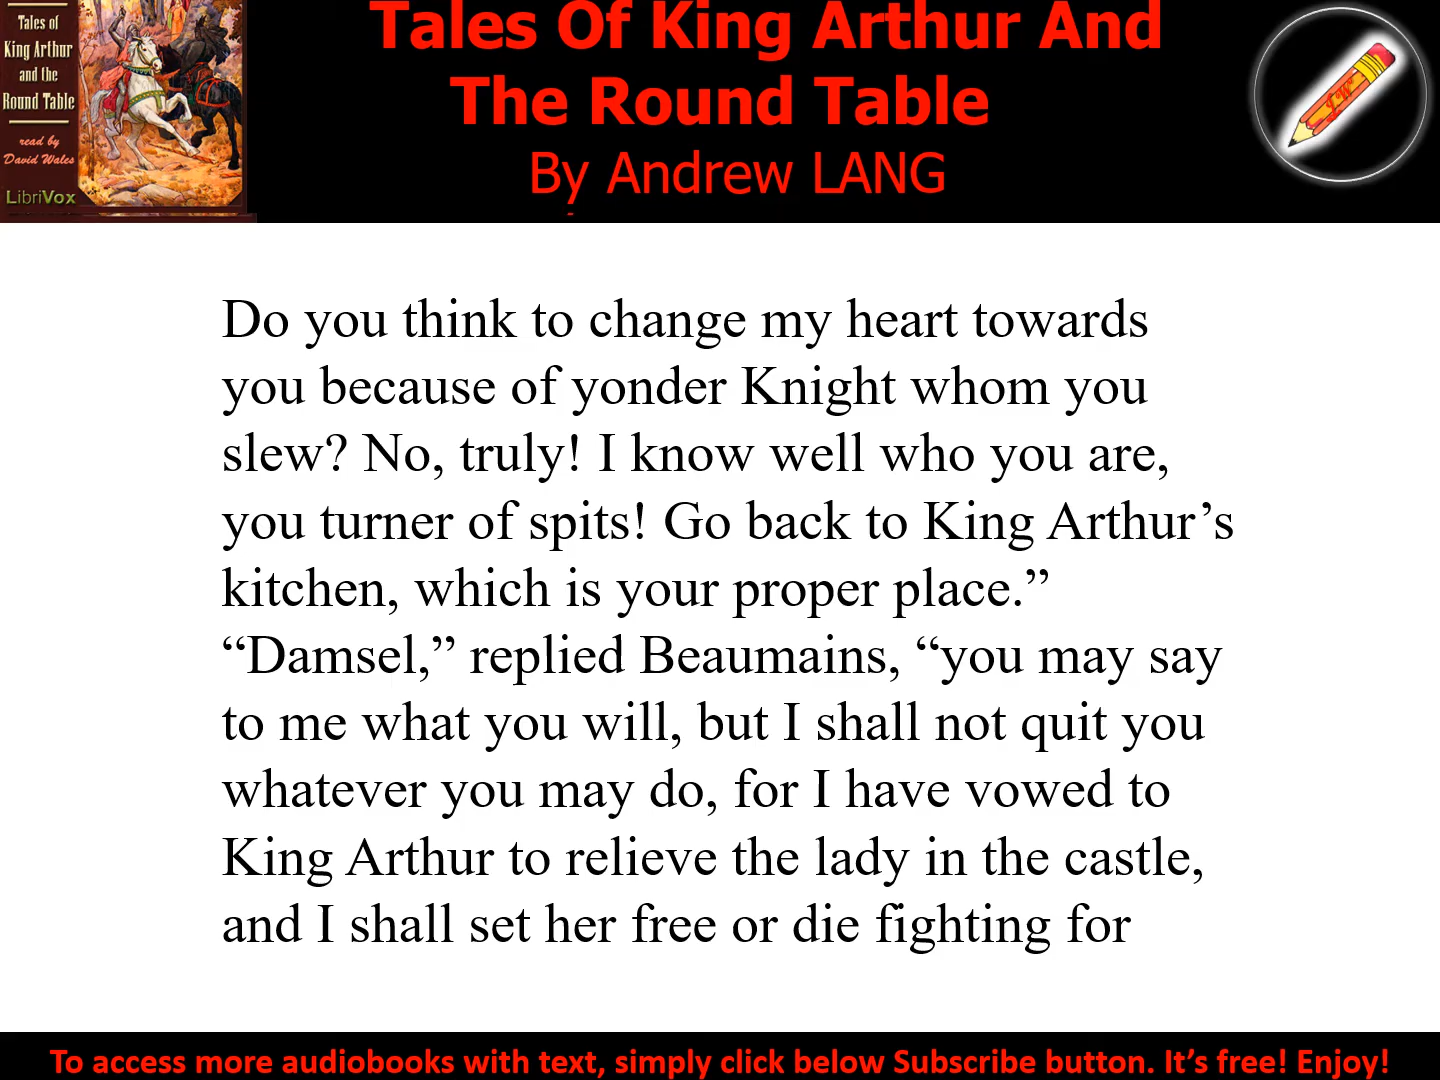 Tales of
King Arthur
and the
Round Table
read by
David Wales
LibriVox
Tales Of King Arthur And
The Round Table
By Andrew LANG
Do you think to change my heart towards
you because of yonder Knight whom you
slew? No, truly! I know well who you are,
you turner of spits! Go back to King Arthur’s
kitchen, which is your proper place.”
“Damsel,” replied Beaumains, “you may say
to me what you will, but I shall not quit you
whatever you may do, for I have vowed to
King Arthur to relieve the lady in the castle,
and I shall set her free or die fighting for
To access more audiobooks with text, simply click below Subscribe button. It’s free! Enjoy!